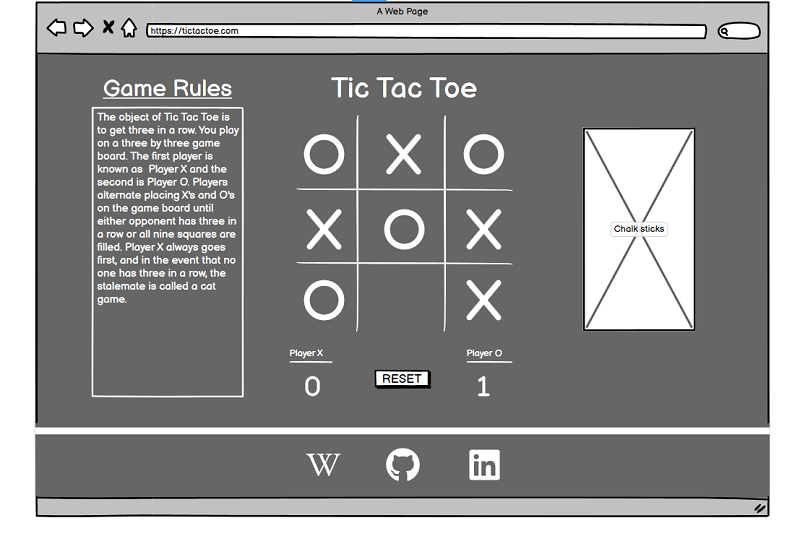 A Web Page
https://tictactoe.com
Game Rules
The object of Tic Tac Toe is
to get three in a row. You play
on a three by three game
board. The first player is
known as  Player X and the
second is Player O. Players
alternate placing X's and O's
on the game board until
either opponent has three in
a row or all nine squares are
filled. Player X always goes
first, and in the event that no
one has three in a row, the
stalemate is called a cat
game.
Tic Tac Toe
O X O
X O X
O X
Chalk sticks
Player X
Player O
0
RESET
1
W
in